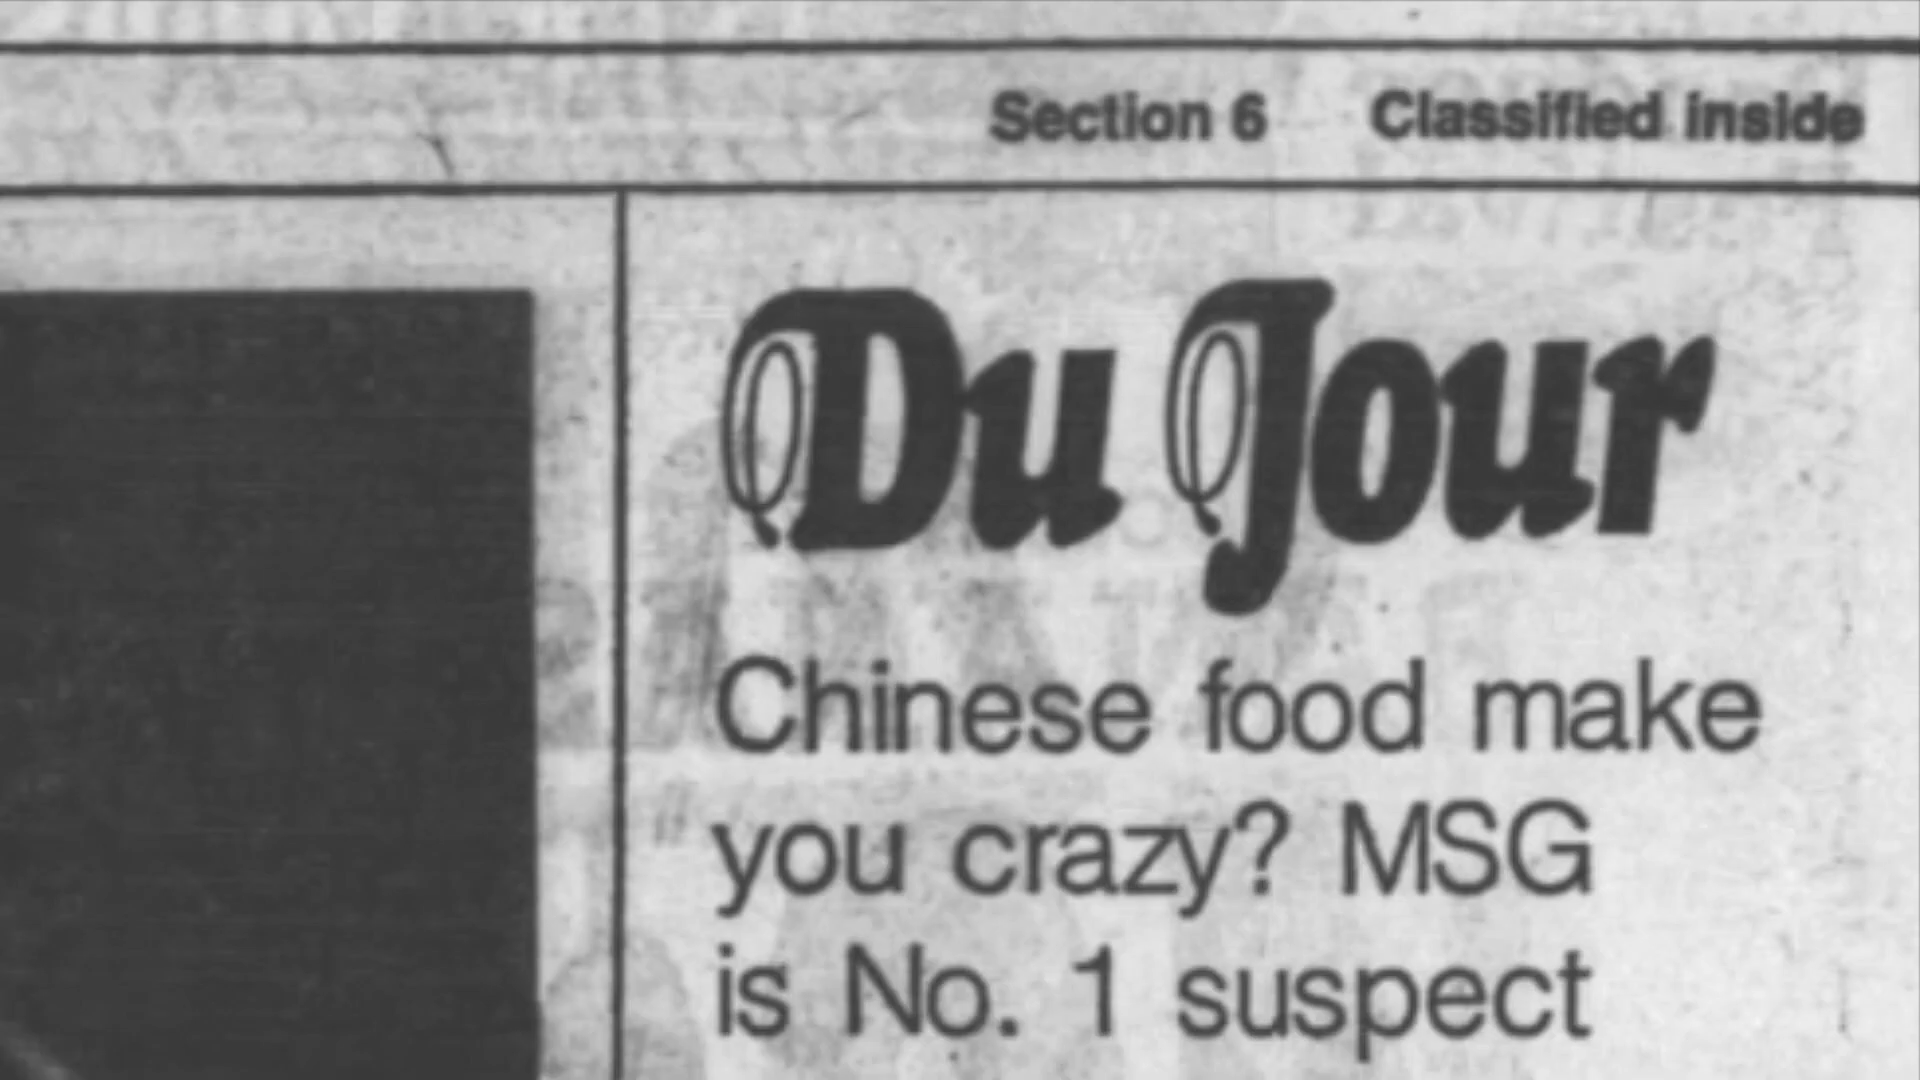 Section 6 Classified inside
Du Jour
Chinese food make
you crazy? MSG
is No. 1 suspect